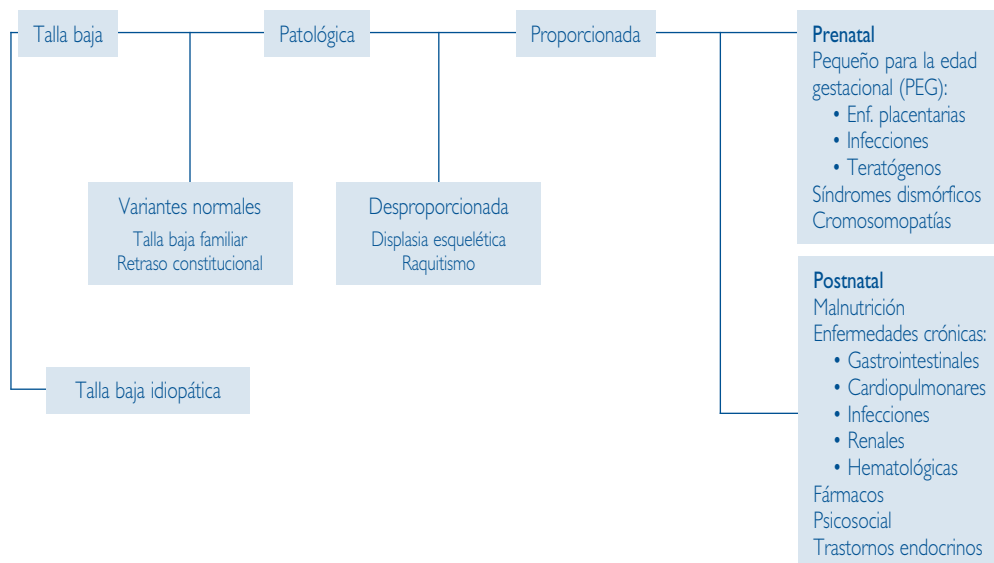 Talla baja
Patológica
Proporcionada
Prenatal
Pequeño para la edad
gestacional (PEG):
• Enf. placentarias
• Infecciones
• Teratógenos
Síndromes dismórficos
Cromosomopatías
Variantes normales
Talla baja familiar
Retraso constitucional
Desproporcionada
Displasia esquelética
Raquitismo
Postnatal
Malnutrición
Enfermedades crónicas:
• Gastrointestinales
• Cardiopulmonares
• Infecciones
• Renales
• Hematológicas
Fármacos
Psicosocial
Trastornos endocrinos
Talla baja idiopática